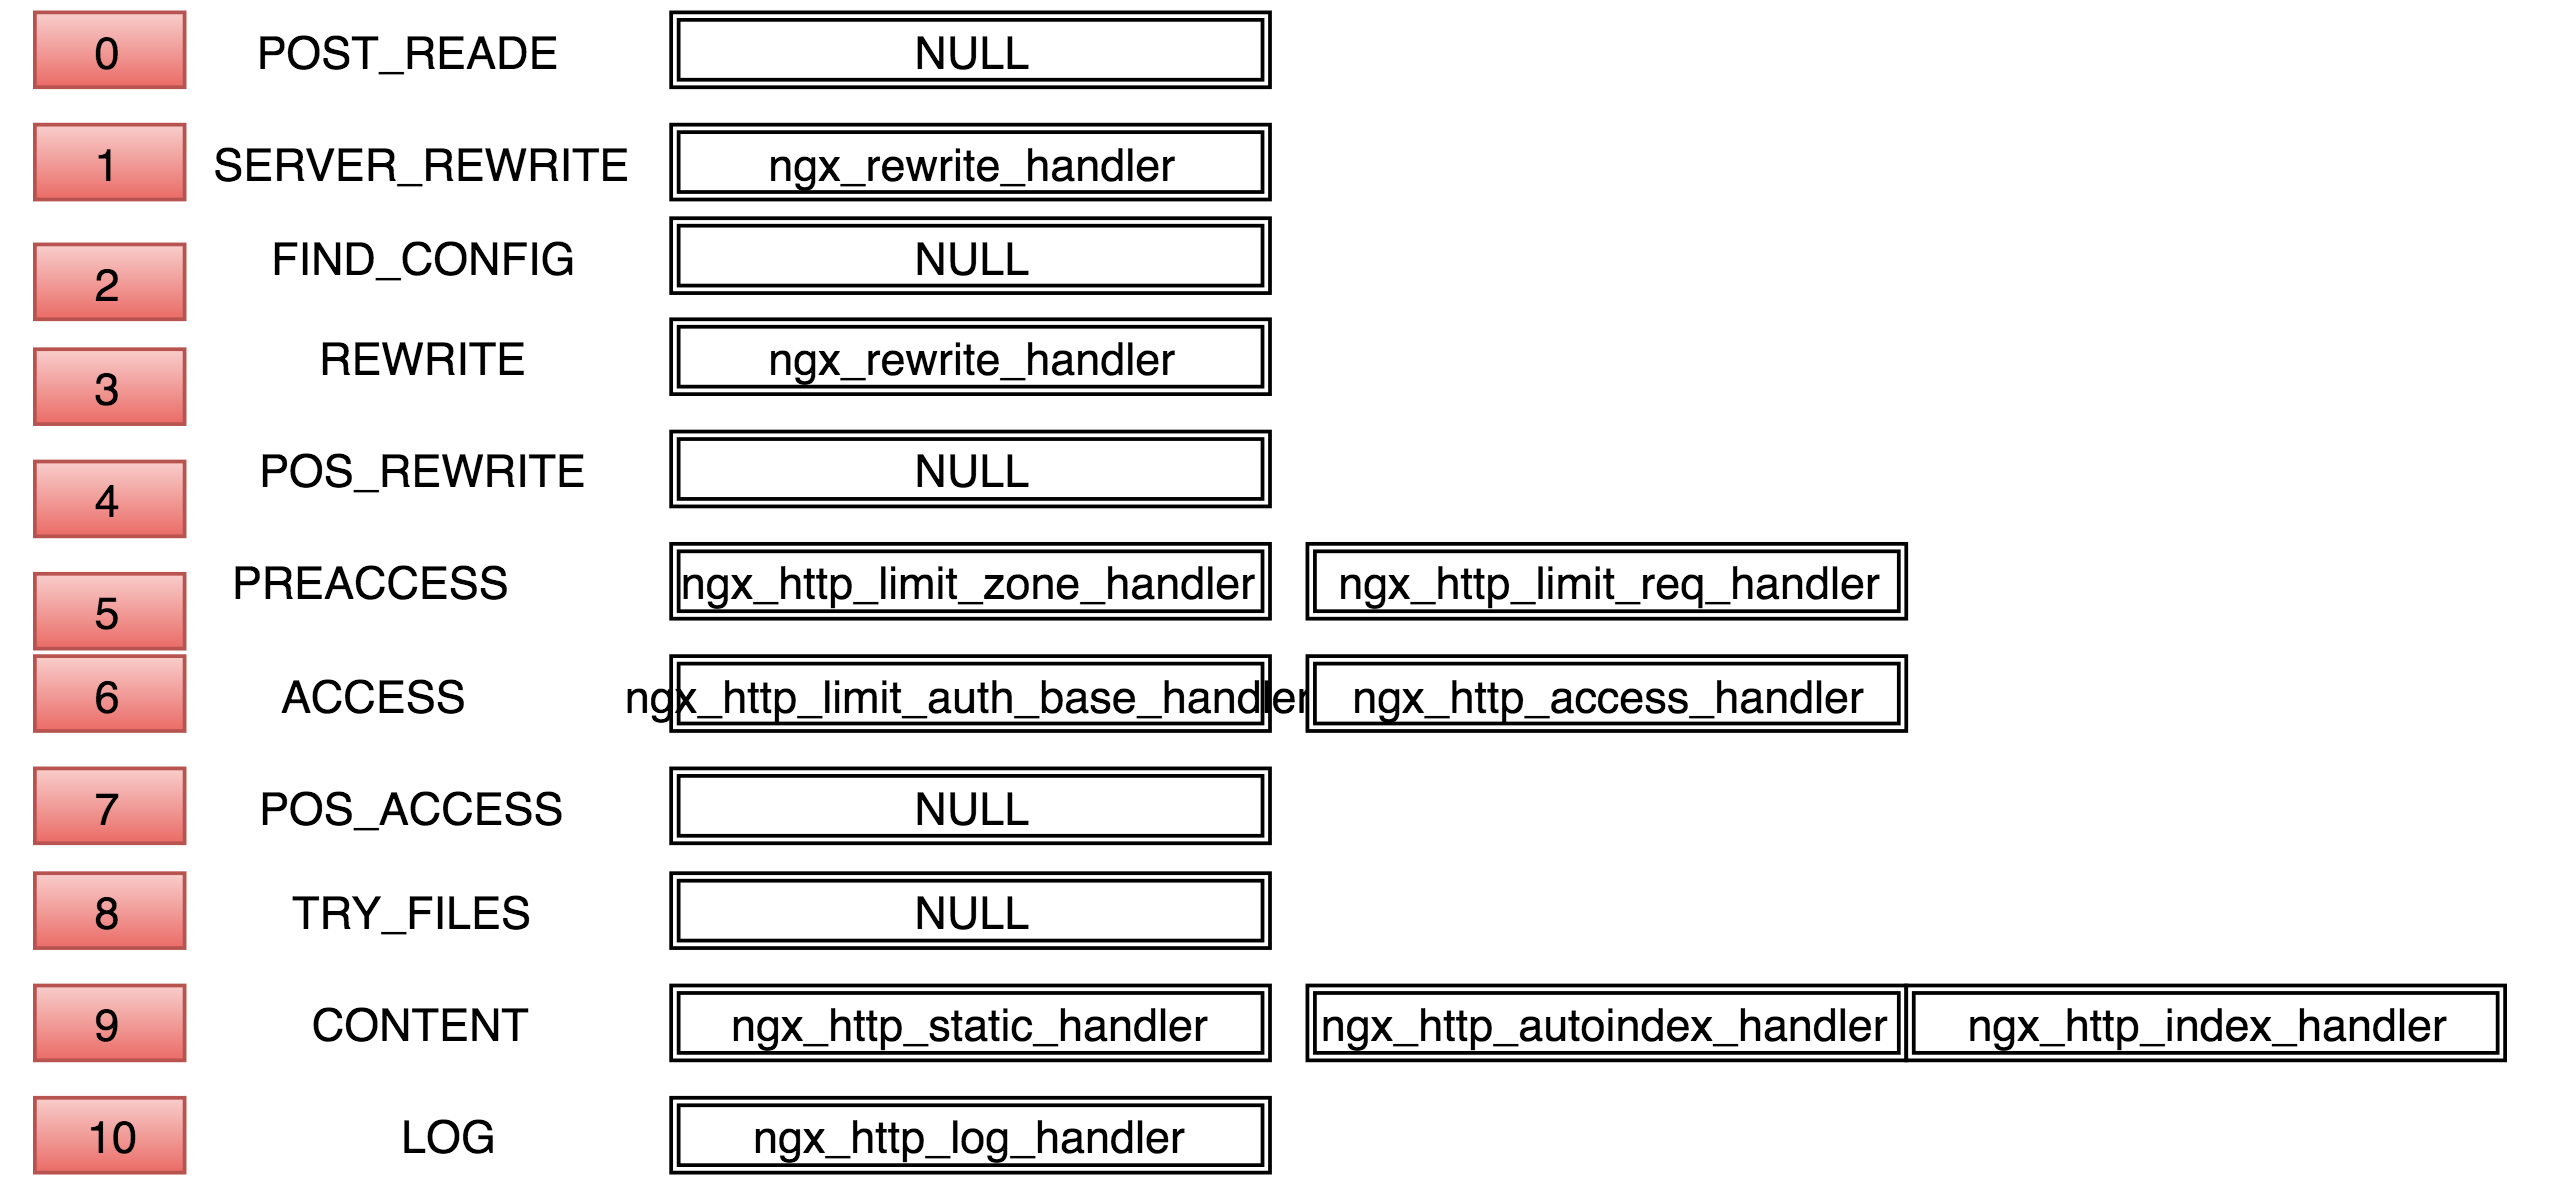 0 POST_READE NULL
1 SERVER_REWRITE ngx_rewrite_handler
2 FIND_CONFIG NULL
3 REWRITE ngx_rewrite_handler
4 POS_REWRITE NULL
5 PREACCESS ngx_http_limit_zone_handler ngx_http_limit_req_handler
6 ACCESS ngx_http_limit_auth_base_handler ngx_http_access_handler
7 POS_ACCESS NULL
8 TRY_FILES NULL
9 CONTENT ngx_http_static_handler ngx_http_autoindex_handler ngx_http_index_handler
10 LOG ngx_http_log_handler